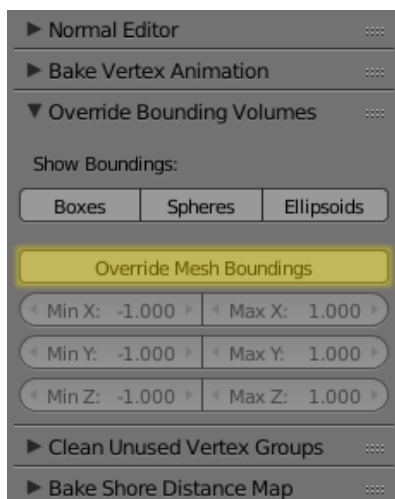 Normal Editor
Bake Vertex Animation
Override Bounding Volumes
Show Boundings:
Boxes Spheres Ellipsoids
Override Mesh Boundings
Min X: -1.000 Max X: 1.000
Min Y: -1.000 Max Y: 1.000
Min Z: -1.000 Max Z: 1.000
Clean Unused Vertex Groups
Bake Shore Distance Map